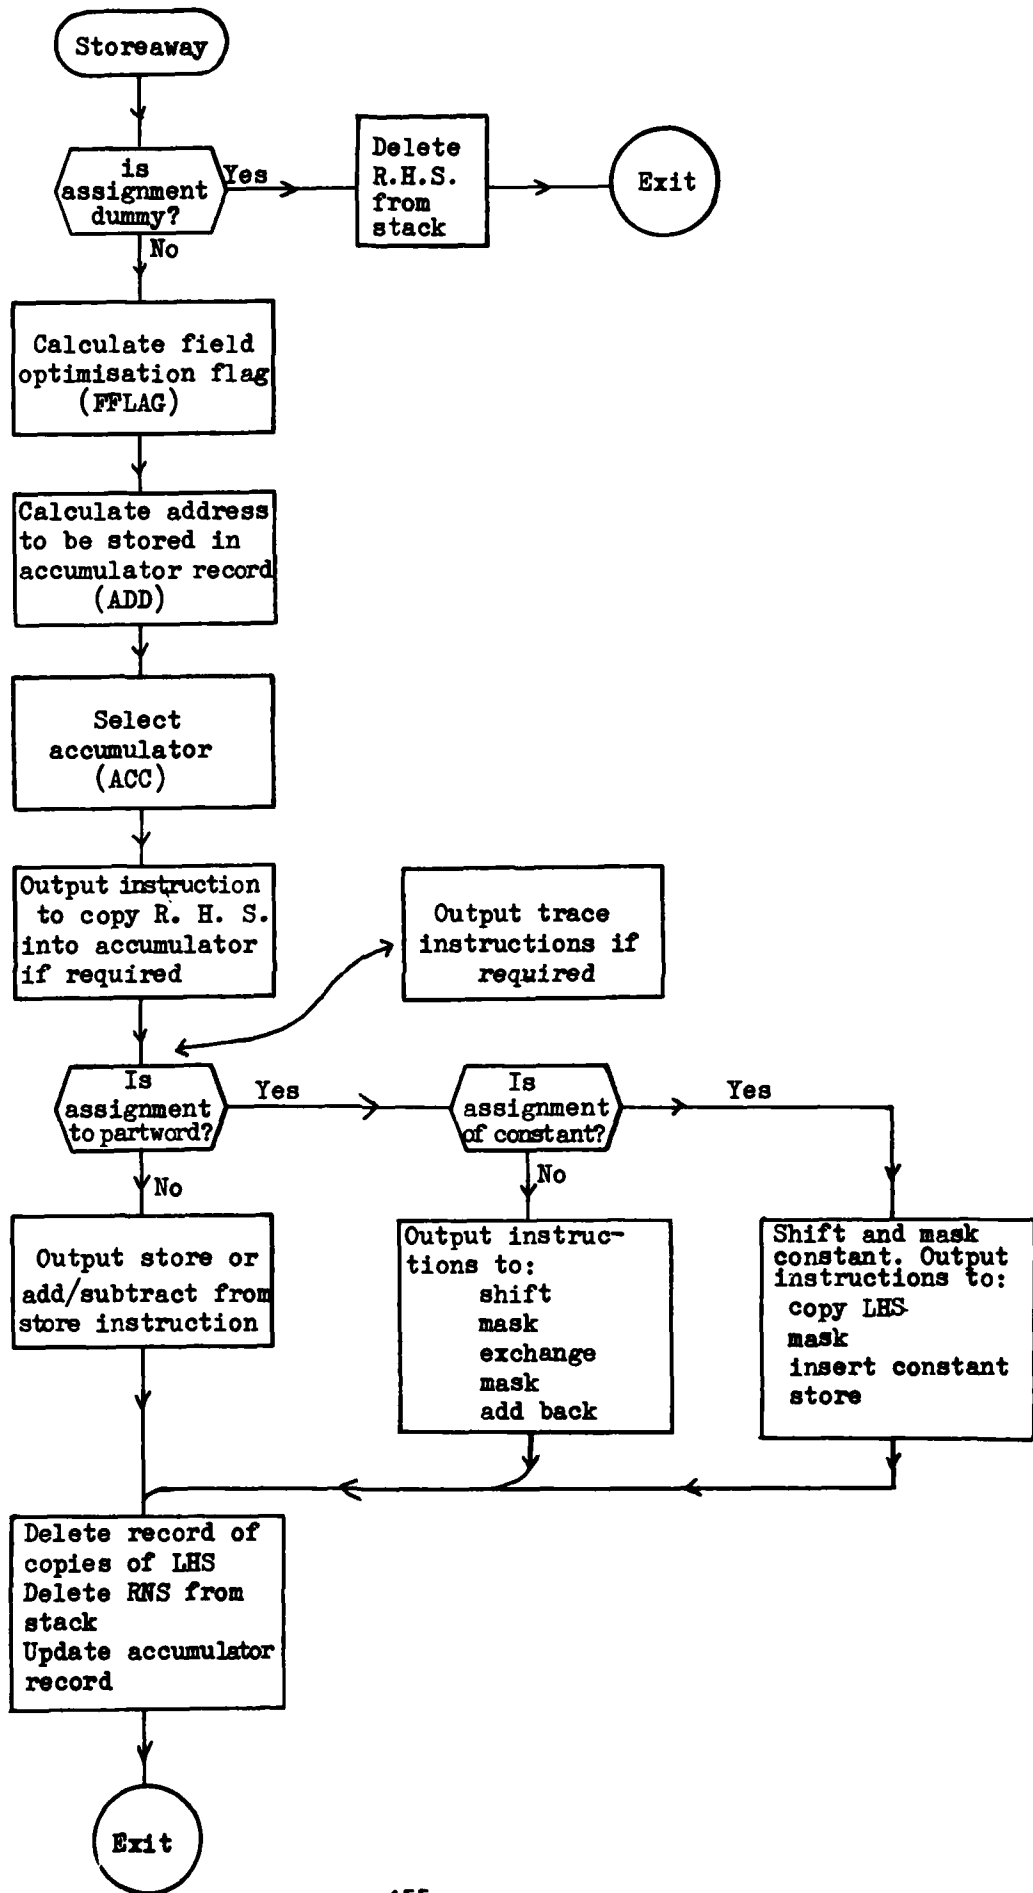 Storeaway
is
assignment
dummy?
Yes
Delete
R.H.S.
from
stack
Exit
No
Calculate field
optimisation flag
(FFLAG)
Calculate address
to be stored in
accumulator record
(ADD)
Select
accumulator
(ACC)
Output instruction
to copy R. H. S.
into accumulator
if required
Output trace
instructions if
required
Is
assignment
to partword?
Yes
Is
assignment
of constant?
Yes
No
No
Output store or
add/subtract from
store instruction
Output instruc-
tions to:
shift
mask
exchange
mask
add back
Shift and mask
constant. Output
instructions to:
copy LHS
mask
insert constant
store
Delete record of
copies of LHS
Delete RNS from
stack
Update accumulator
record
Exit